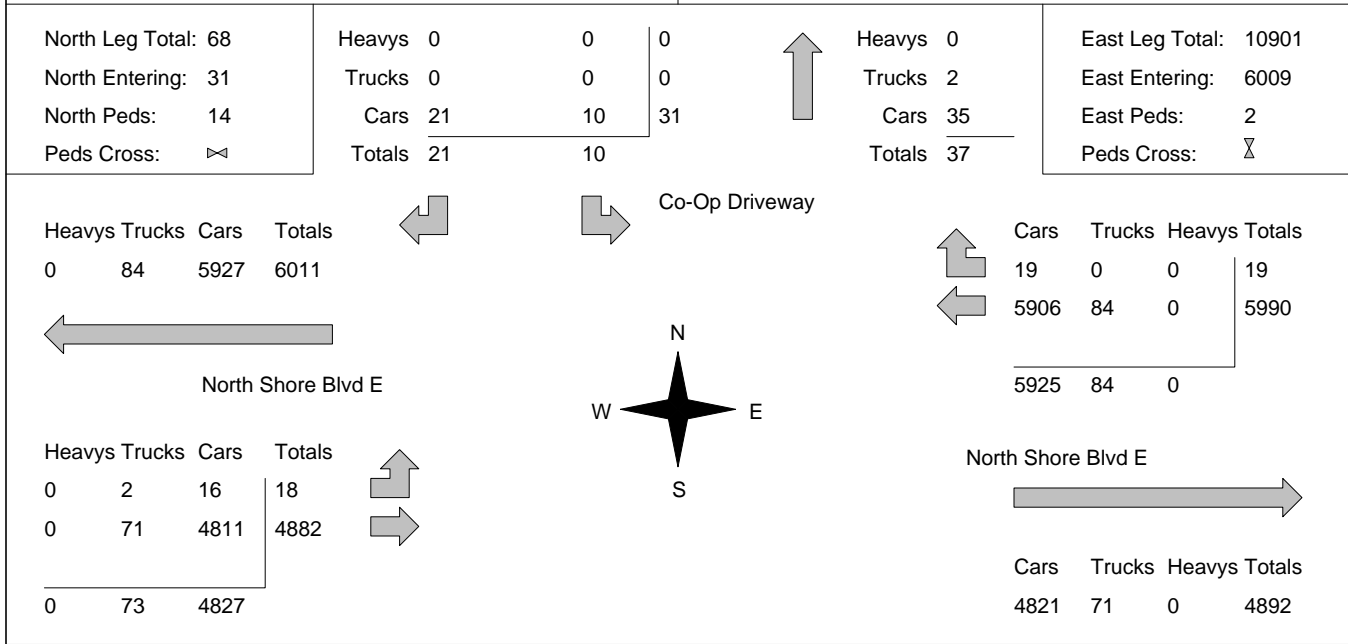 North Leg Total: 68
North Entering: 31
North Peds: 14
Peds Cross:
Heavys 0 0 0
Trucks 0 0 0
Cars 21 10 31
Totals 21 10
Heavys 0
Trucks 2
Cars 35
Totals 37
East Leg Total: 10901
East Entering: 6009
East Peds: 2
Peds Cross:
Co-Op Driveway
Heavys Trucks Cars Totals
0 84 5927 6011
Cars Trucks Heavys Totals
19 0 0 19
5906 84 0 5990
5925 84 0
North Shore Blvd E
N
W E
S
Heavys Trucks Cars Totals
0 2 16 18
0 71 4811 4882
0 73 4827
North Shore Blvd E
Cars Trucks Heavys Totals
4821 71 0 4892